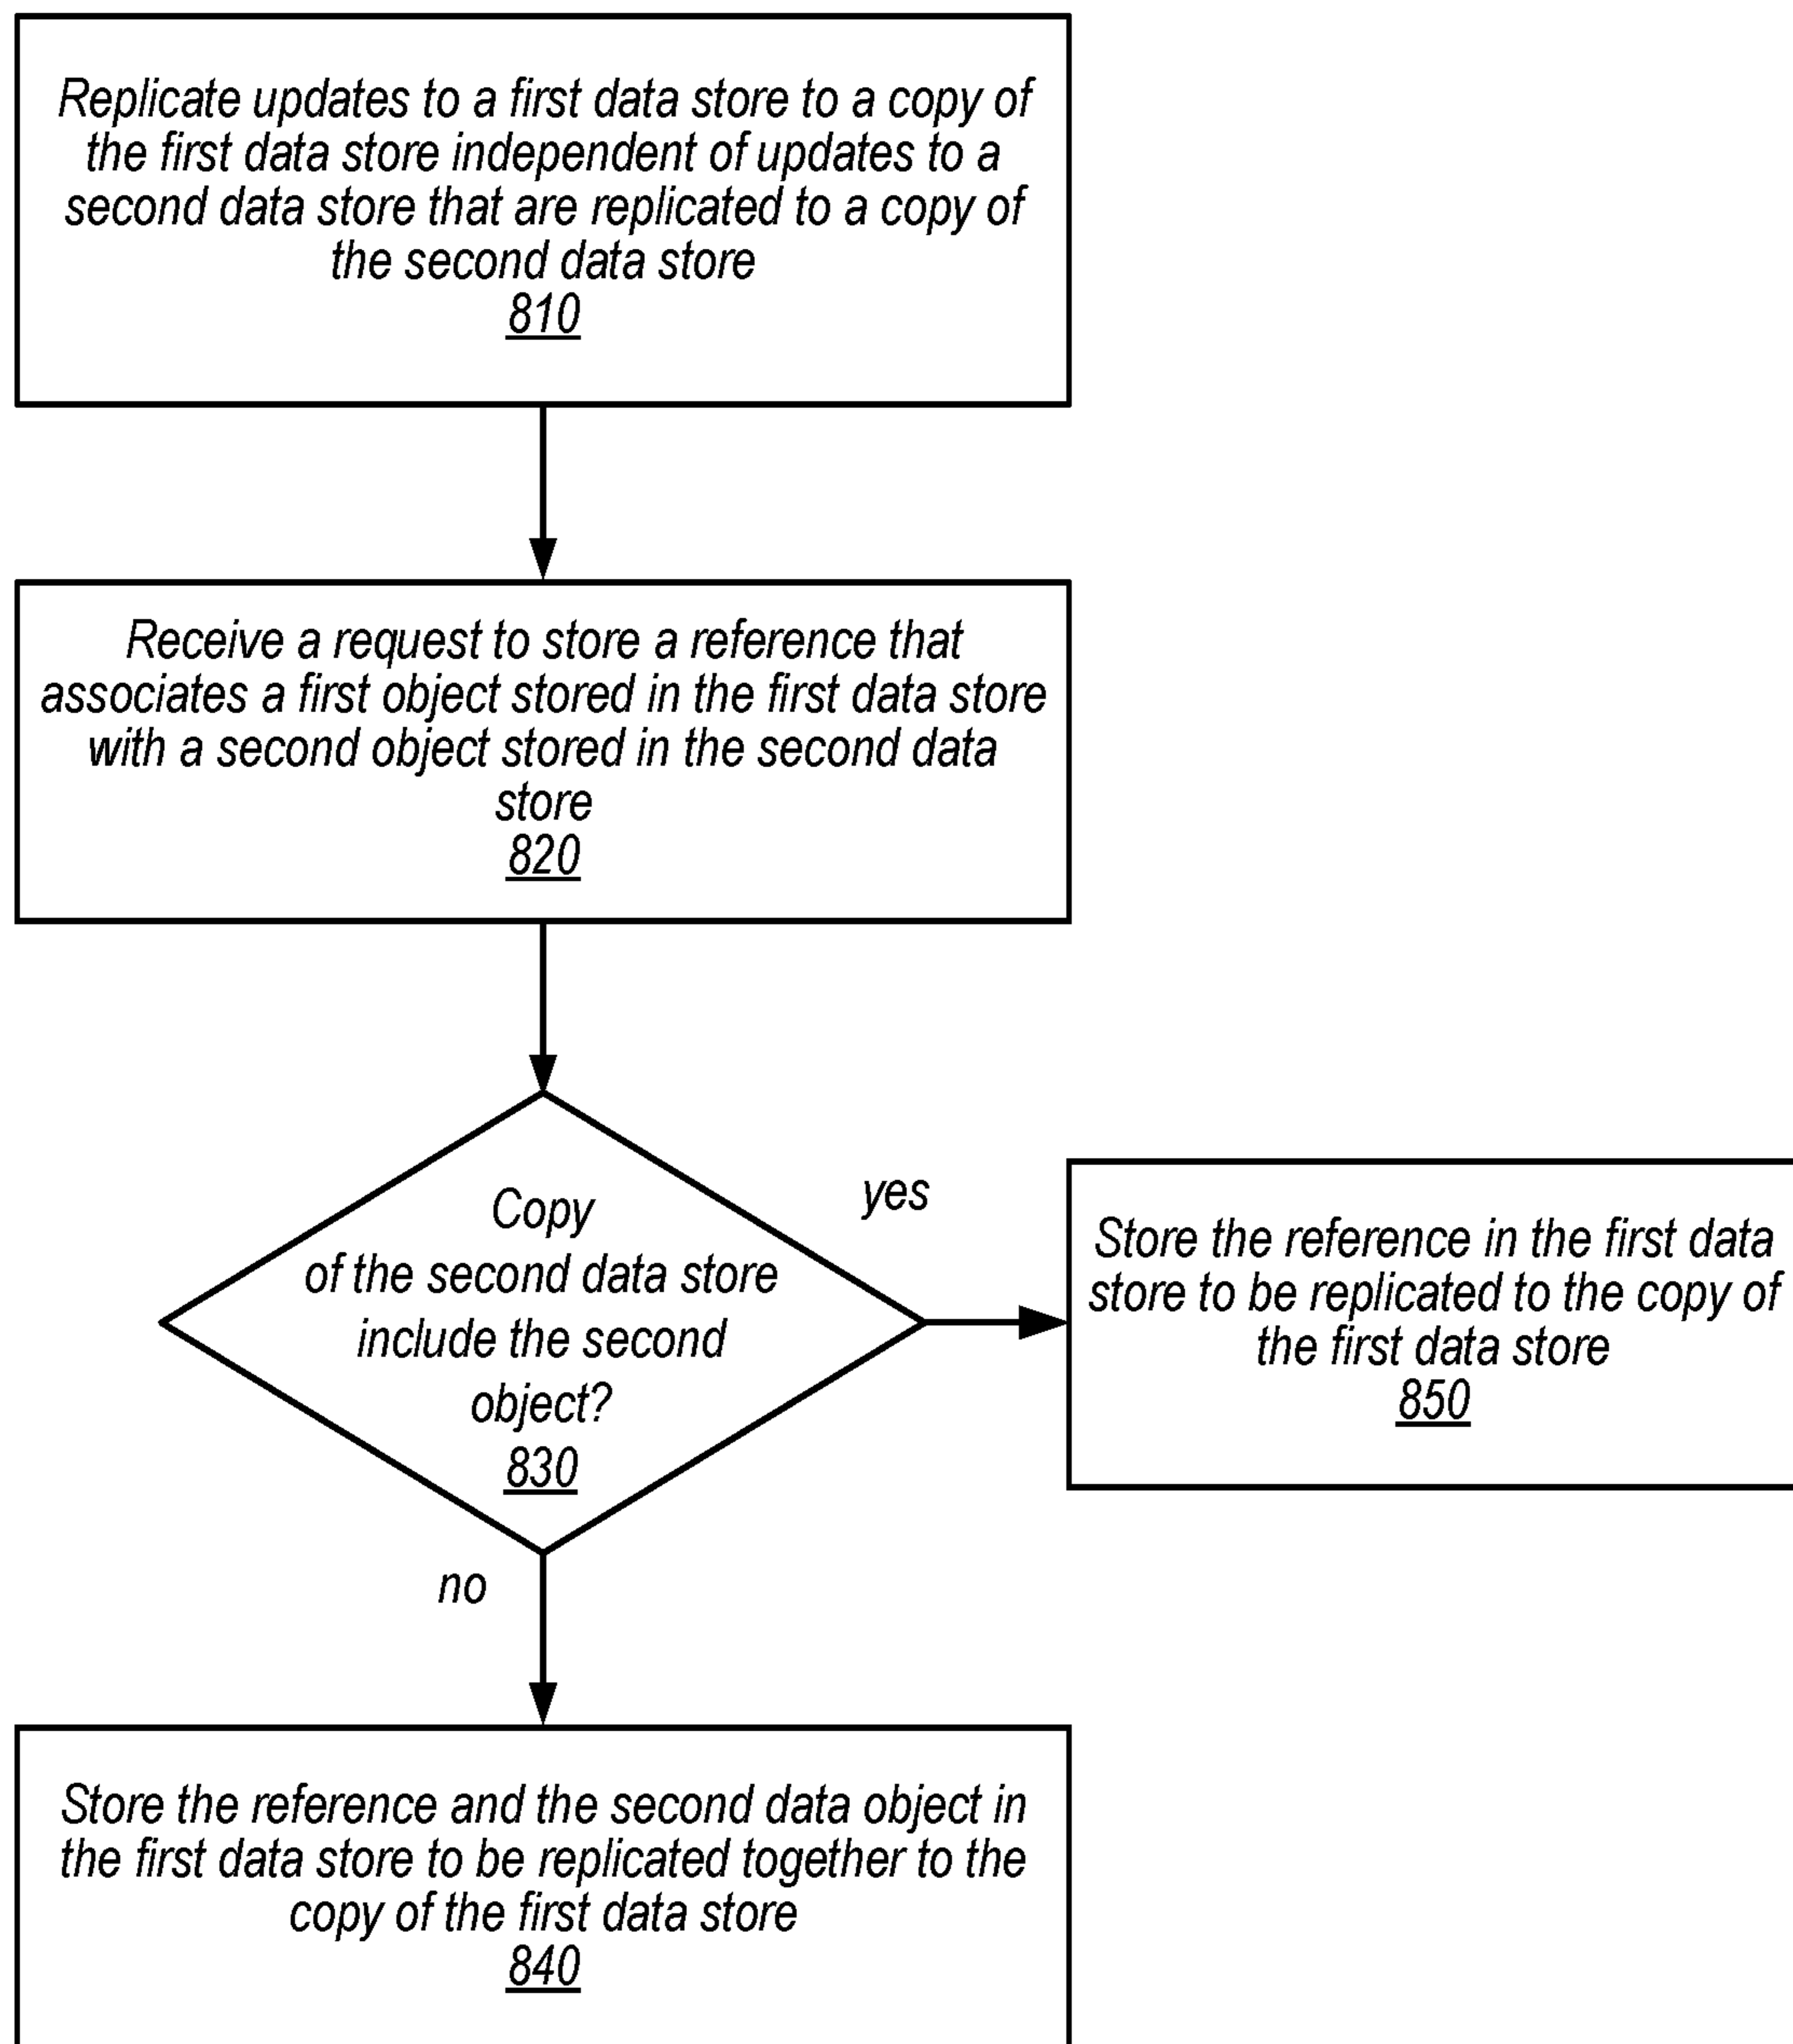 Replicate updates to a first data store to a copy of
the first data store independent of updates to a
second data store that are replicated to a copy of
the second data store
810
Receive a request to store a reference that
associates a first object stored in the first data store
with a second object stored in the second data
store
820
Copy
of the second data store
include the second
object?
830
yes
Store the reference in the first data
store to be replicated to the copy of
the first data store
850
no
Store the reference and the second data object in
the first data store to be replicated together to the
copy of the first data store
840